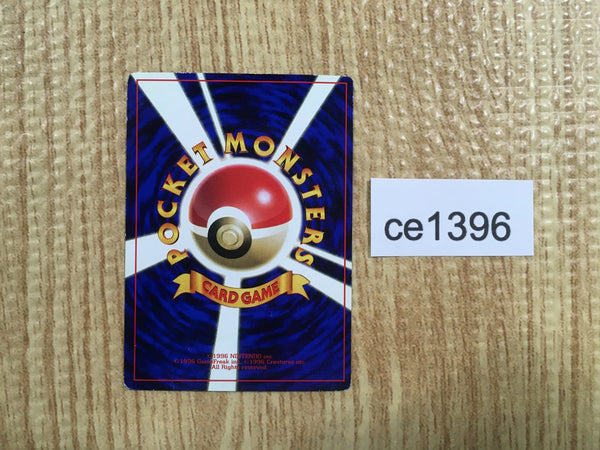 POCKET MONSTERS
CARD GAME
©1996 NINTENDO inc.
©1996 GameFreak inc. ©1996 Creatures inc.
All Rights reserved.
ce1396